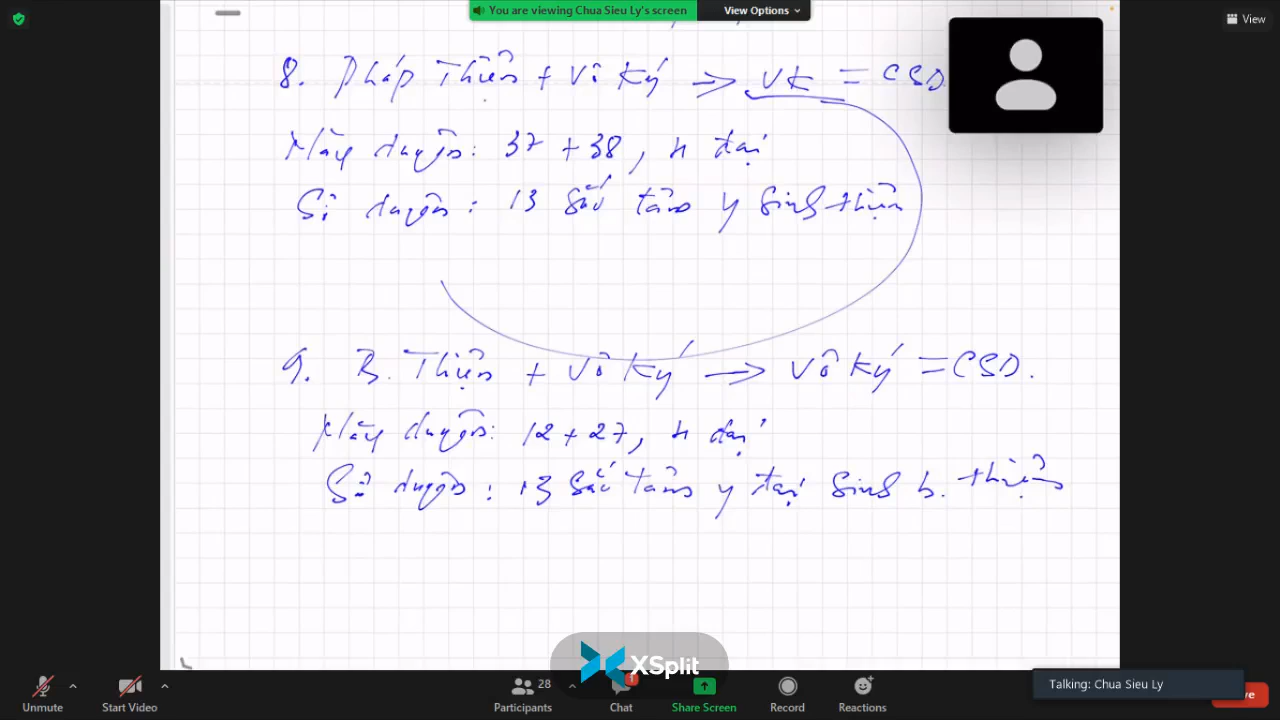 You are viewing Chua Sieu Ly's screen
View Options
View
8. Pháp Thiện + Vô Ký => VK = CSD
Mãnh duyên: 37 + 38, 4 đại
Sở duyên: 13 sắc tâm ý sinh thiện
9. B. Thiện + Vô Ký -> Vô Ký = CSD.
duyên: 12 + 27, 4 đại
Sở duyên: 13 sắc tâm ý đại sinh b. thiện
XSplit
Talking: Chua Sieu Ly
Unmute
Start Video
28
Participants
1
Chat
Share Screen
Record
Reactions
ve